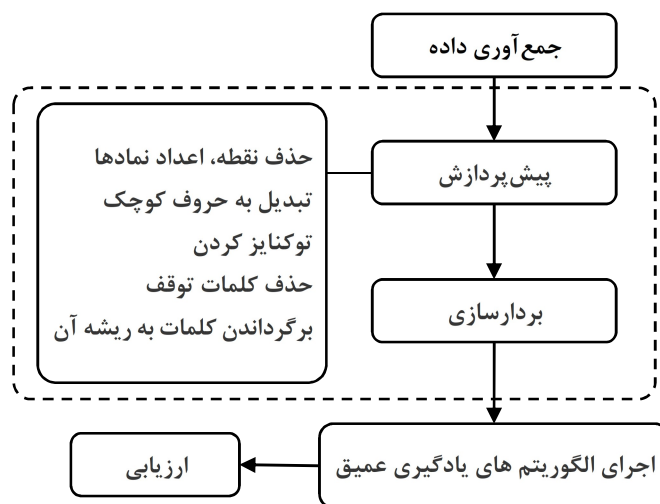 جمع‌آوری داده
پیش‌پردازش
حذف نقطه، اعداد نمادها
تبدیل به حروف کوچک
توکنایز کردن
حذف کلمات توقف
برگرداندن کلمات به ریشه آن
بردارسازی
اجرای الگوریتم های یادگیری عمیق
ارزیابی